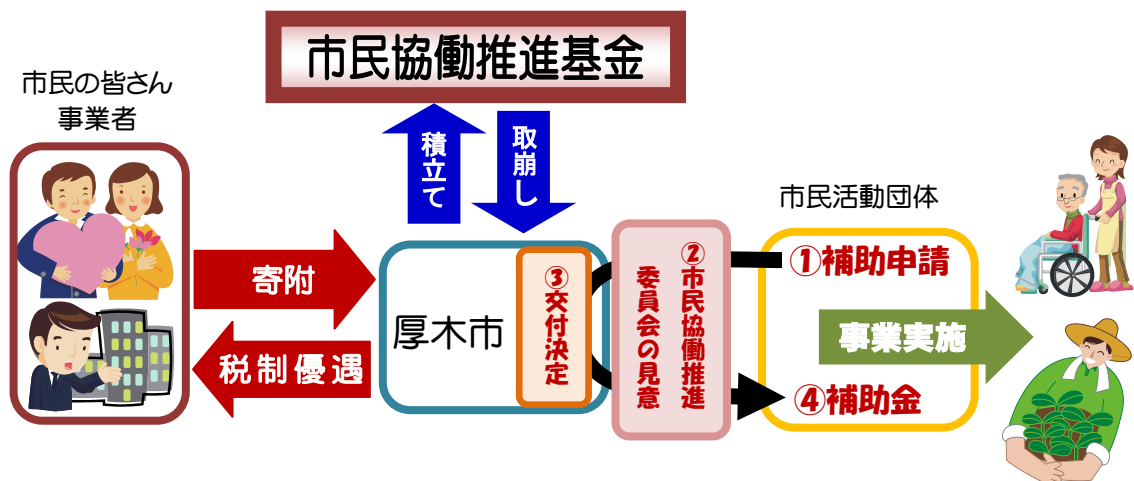 市民協働推進基金
市民の皆さん
事業者
積立て
取崩し
寄附
税制優遇
厚木市
③交付決定
②市民協働推進
委員会の見意
市民活動団体
①補助申請
事業実施
④補助金